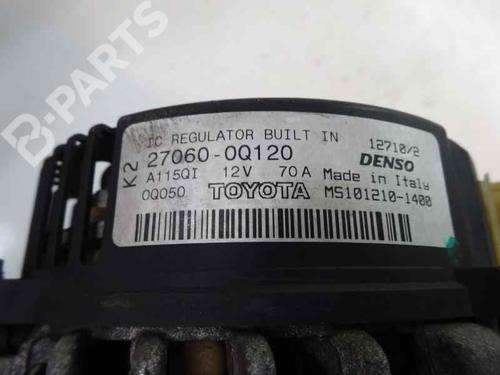 B-PARTS
IC REGULATOR BUILT IN
12710/2
K2 27060-0Q120
DENSO
A115QI 12V 70A Made in Italy
0Q050 TOYOTA MS101210-1400